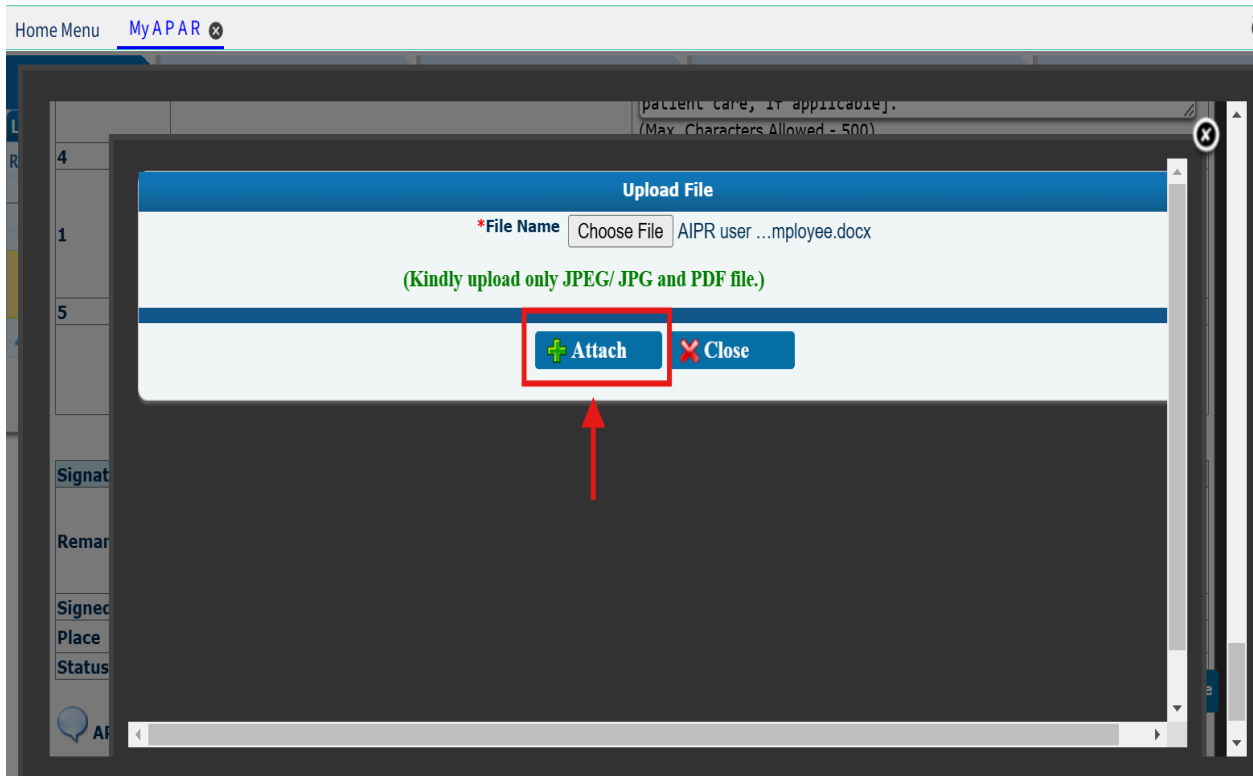 Home Menu My A P A R
patient care, if applicable].
(Max. Characters Allowed - 500)
4
Upload File
*File Name Choose File AIPR user ...mployee.docx
1
(Kindly upload only JPEG/ JPG and PDF file.)
5
Attach Close
Signat
Remar
Signed
Place
Status